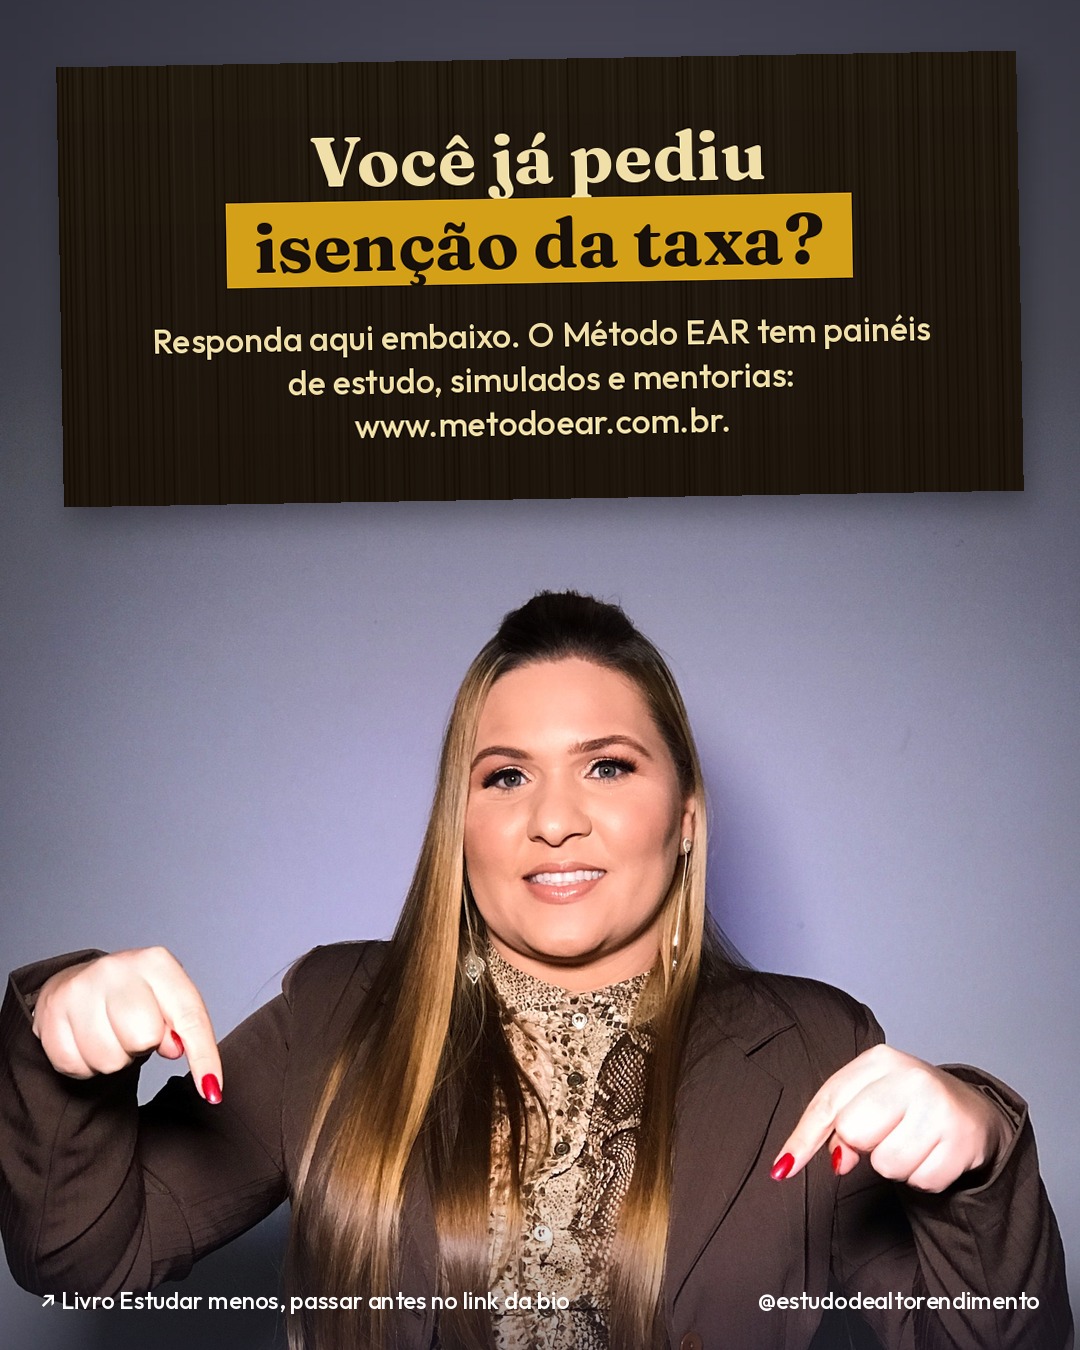 Você já pediu
isenção da taxa?
Responda aqui embaixo. O Método EAR tem painéis
de estudo, simulados e mentorias:
www.metodoear.com.br.
↗ Livro Estudar menos, passar antes no link da bio
@estudodealtorendimento